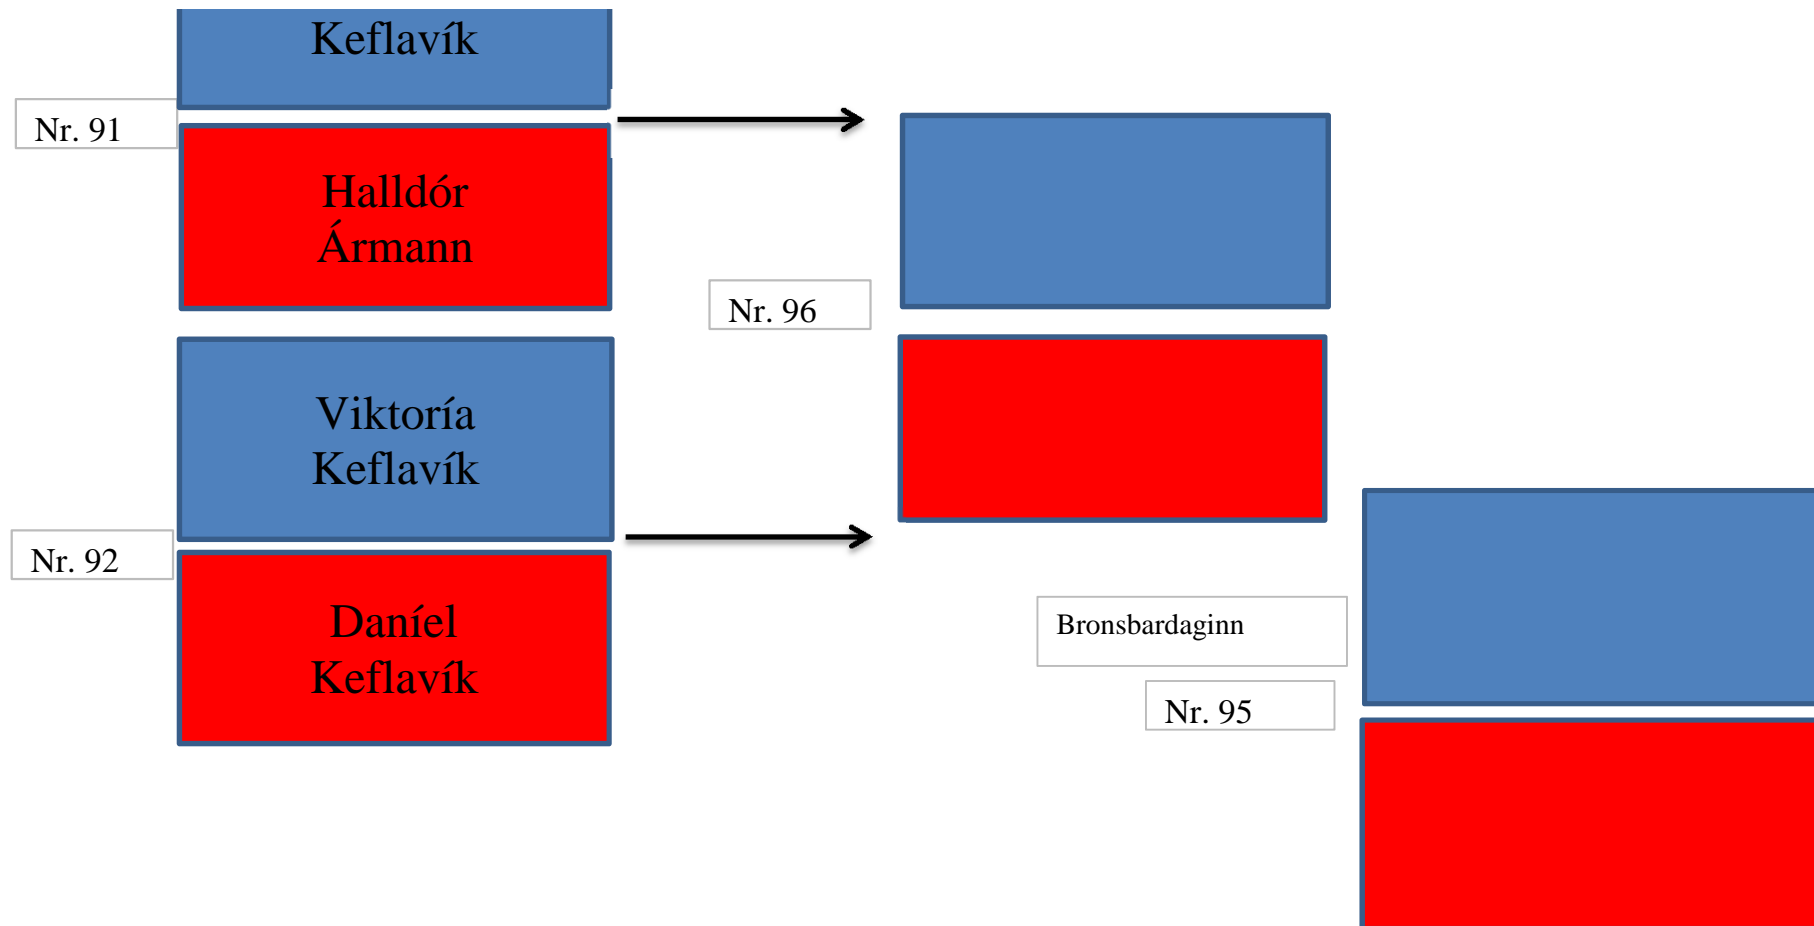 Keflavík
Nr. 91
Halldór
Ármann
Nr. 96
Viktoría
Keflavík
Nr. 92
Daníel
Keflavík
Bronsbardaginn
Nr. 95